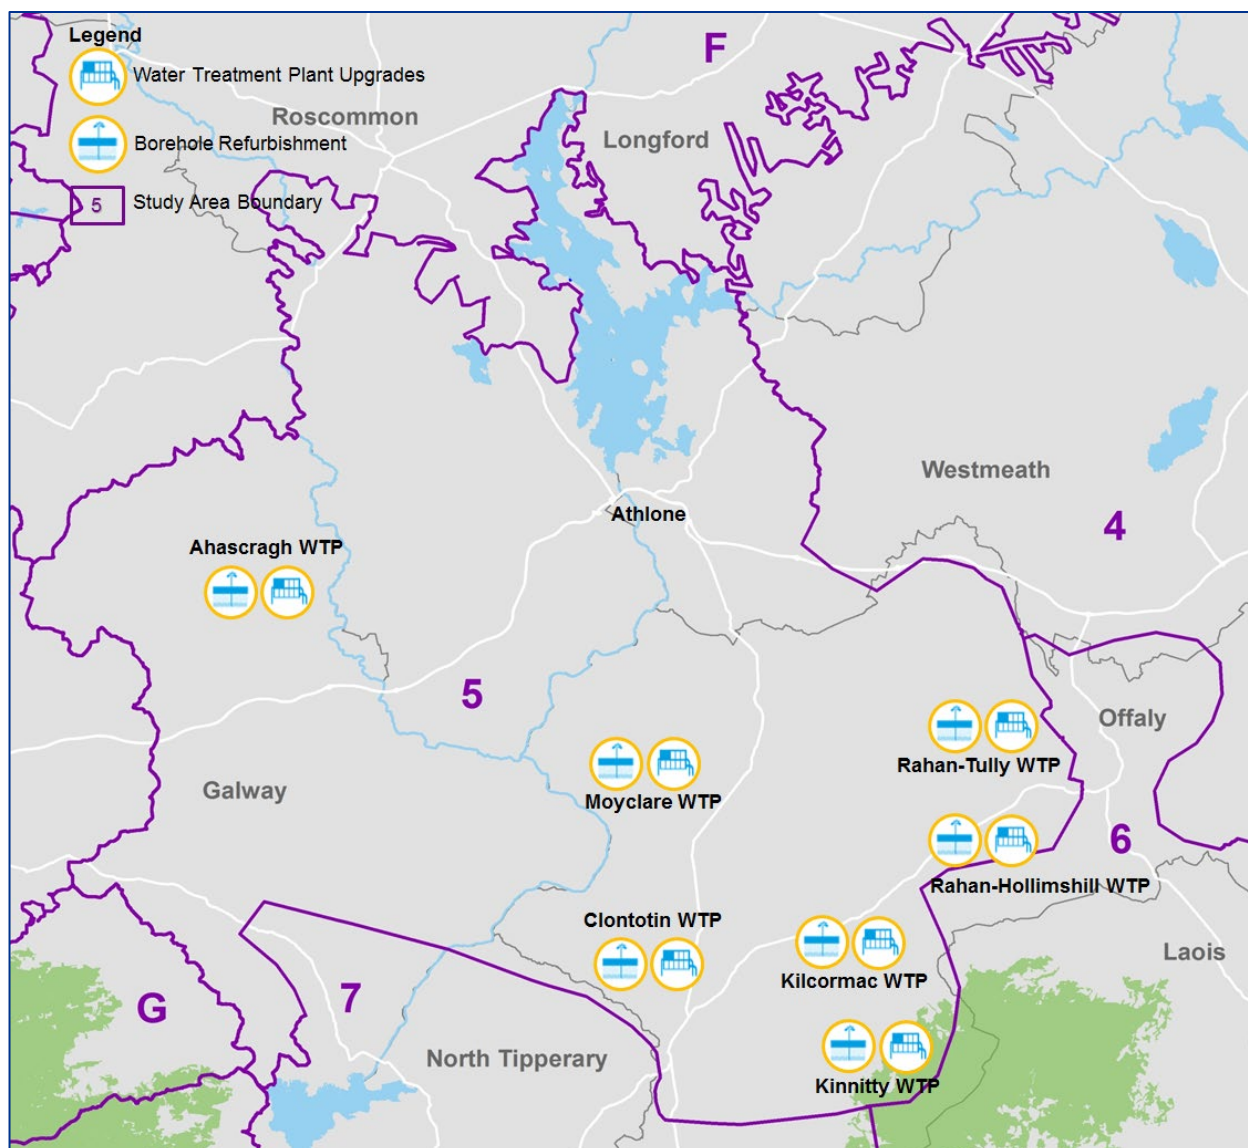 Legend
Water Treatment Plant Upgrades
Borehole Refurbishment
5
Study Area Boundary
F
Roscommon
Longford
Westmeath
Athlone
4
Ahascragh WTP
5
Offaly
Rahan-Tully WTP
Galway
Moyclare WTP
6
Rahan-Hollimshill WTP
Clontotin WTP
Laois
Kilcormac WTP
7
G
North Tipperary
Kinnitty WTP